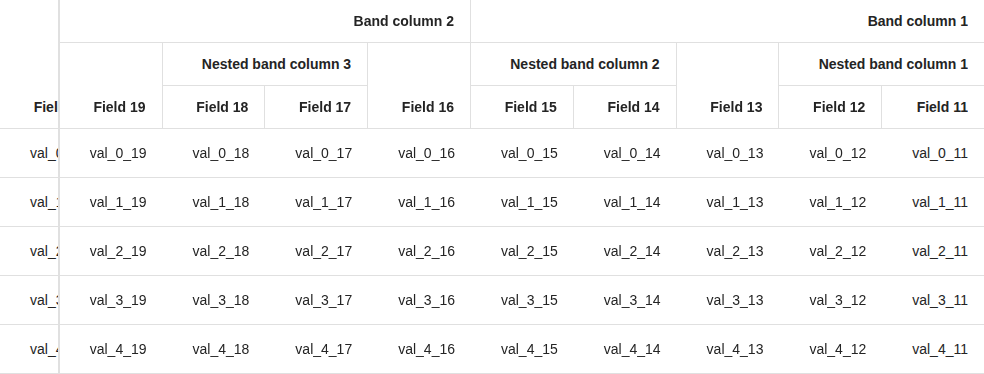 Band column 2 Band column 1
Nested band column 3 Nested band column 2 Nested band column 1
Field 19 Field 18 Field 17 Field 16 Field 15 Field 14 Field 13 Field 12 Field 11
val_0_19 val_0_18 val_0_17 val_0_16 val_0_15 val_0_14 val_0_13 val_0_12 val_0_11
val_1_19 val_1_18 val_1_17 val_1_16 val_1_15 val_1_14 val_1_13 val_1_12 val_1_11
val_2_19 val_2_18 val_2_17 val_2_16 val_2_15 val_2_14 val_2_13 val_2_12 val_2_11
val_3_19 val_3_18 val_3_17 val_3_16 val_3_15 val_3_14 val_3_13 val_3_12 val_3_11
val_4_19 val_4_18 val_4_17 val_4_16 val_4_15 val_4_14 val_4_13 val_4_12 val_4_11